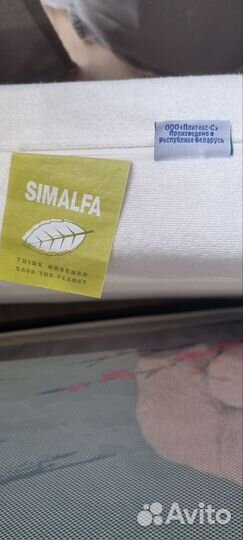 ООО «Плитекс-С»
Произведено в
Республике Беларусь
SIMALFA
THINK GREENER
SAVE THE PLANET
Avito